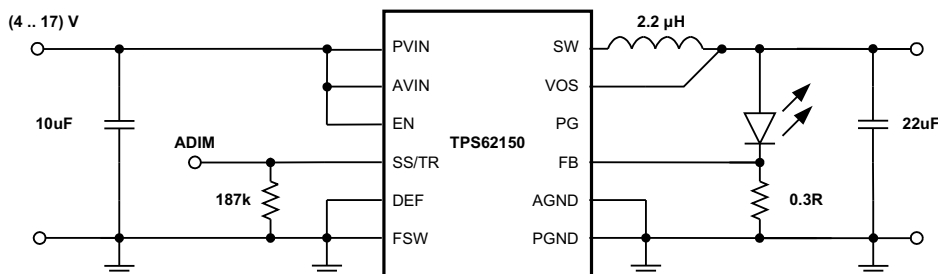 (4 .. 17) V
2.2 µH
PVIN
SW
AVIN
VOS
10uF
EN
PG
22uF
ADIM
TPS62150
SS/TR
FB
187k
DEF
AGND
0.3R
FSW
PGND